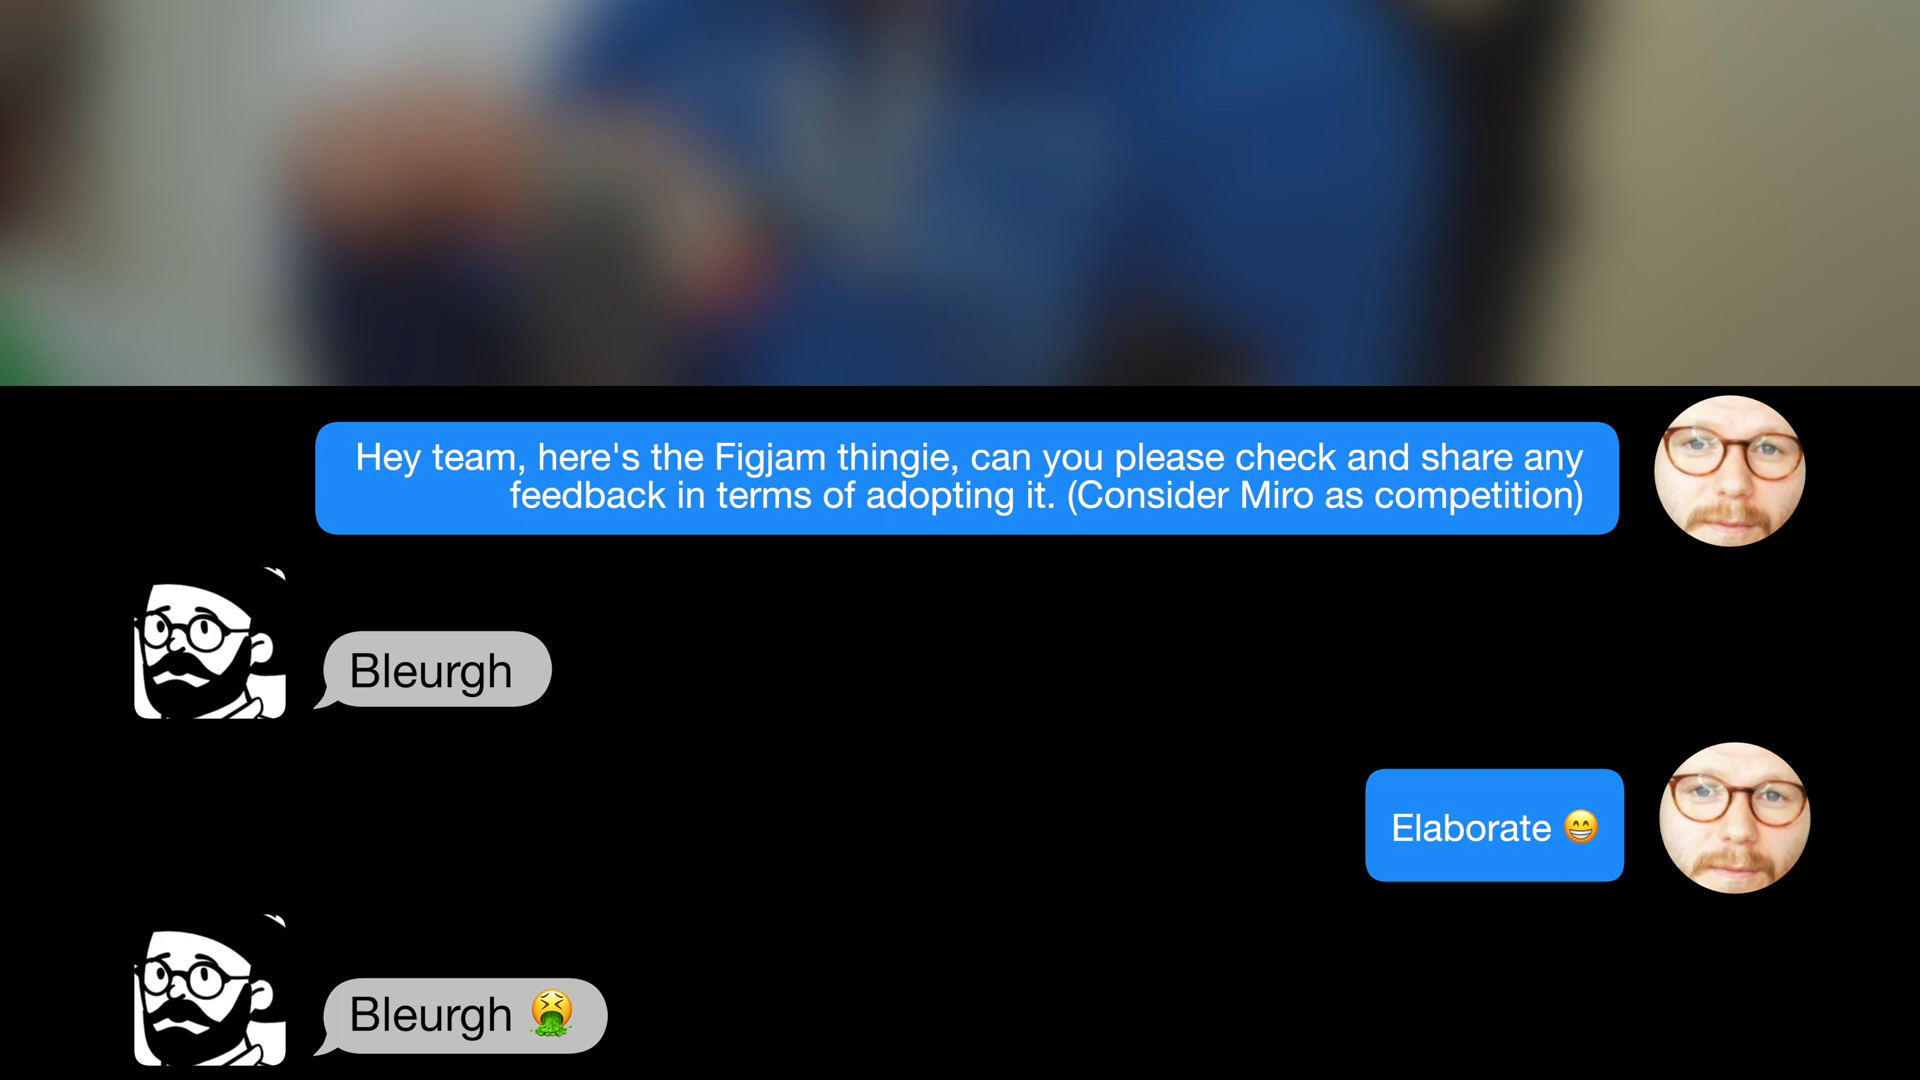 Hey team, here's the Figjam thingie, can you please check and share any
feedback in terms of adopting it. (Consider Miro as competition)
Bleurgh
Elaborate 😁
Bleurgh 🤮